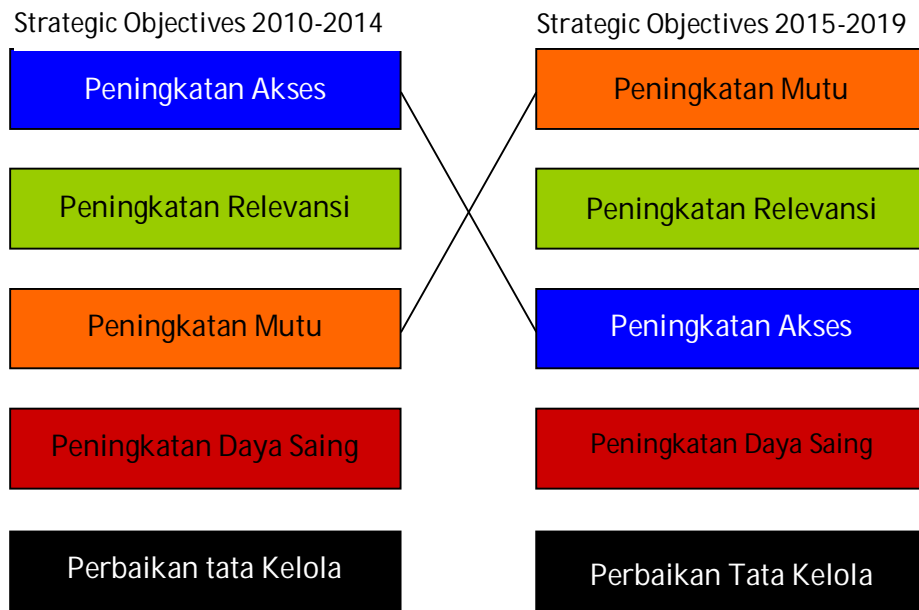 Strategic Objectives 2010-2014
Peningkatan Akses
Peningkatan Relevansi
Peningkatan Mutu
Peningkatan Daya Saing
Perbaikan tata Kelola
Strategic Objectives 2015-2019
Peningkatan Mutu
Peningkatan Relevansi
Peningkatan Akses
Peningkatan Daya Saing
Perbaikan Tata Kelola